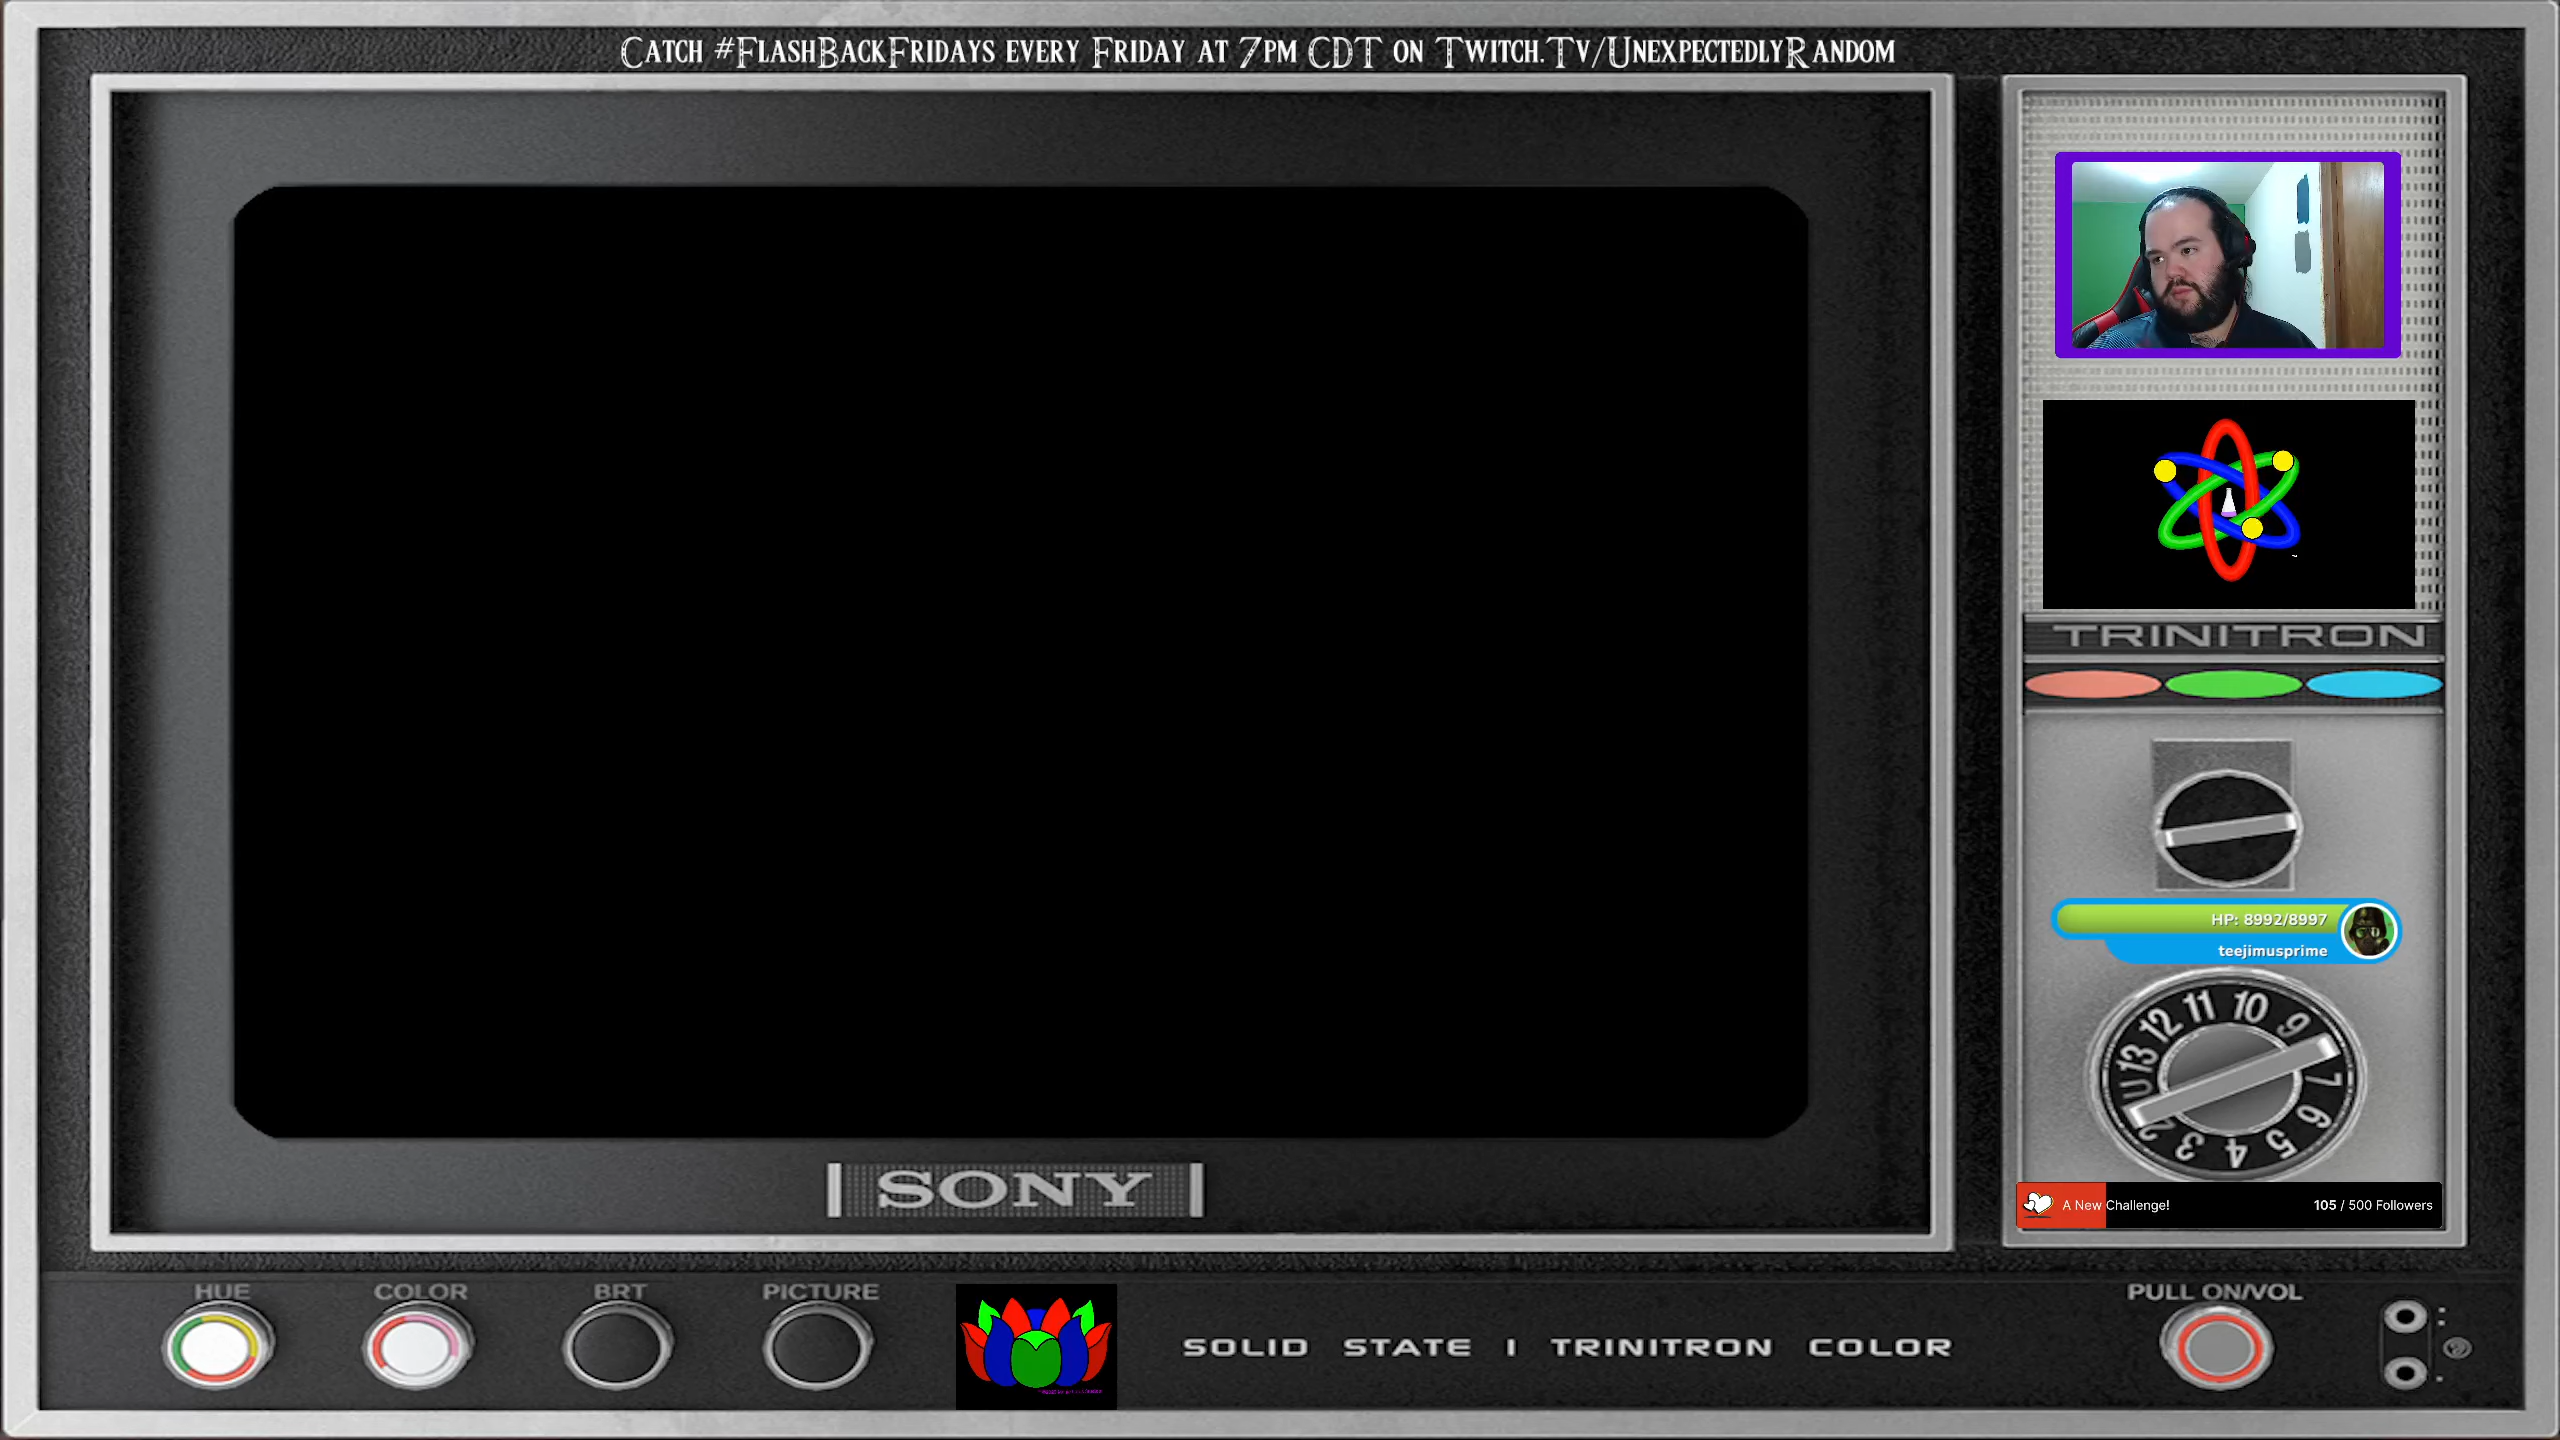 Catch #FlashBackFridays every Friday at 7pm CDT on Twitch.Tv/UnexpectedlyRandom
TRINITRON
HP: 8992/8997
teejimusprime
11 10
12 9
13
U 7
2 6
3 4 5
A New Challenge! 105 / 500 Followers
SONY
HUE COLOR BRT PICTURE PULL ON/VOL
SOLID STATE | TRINITRON COLOR